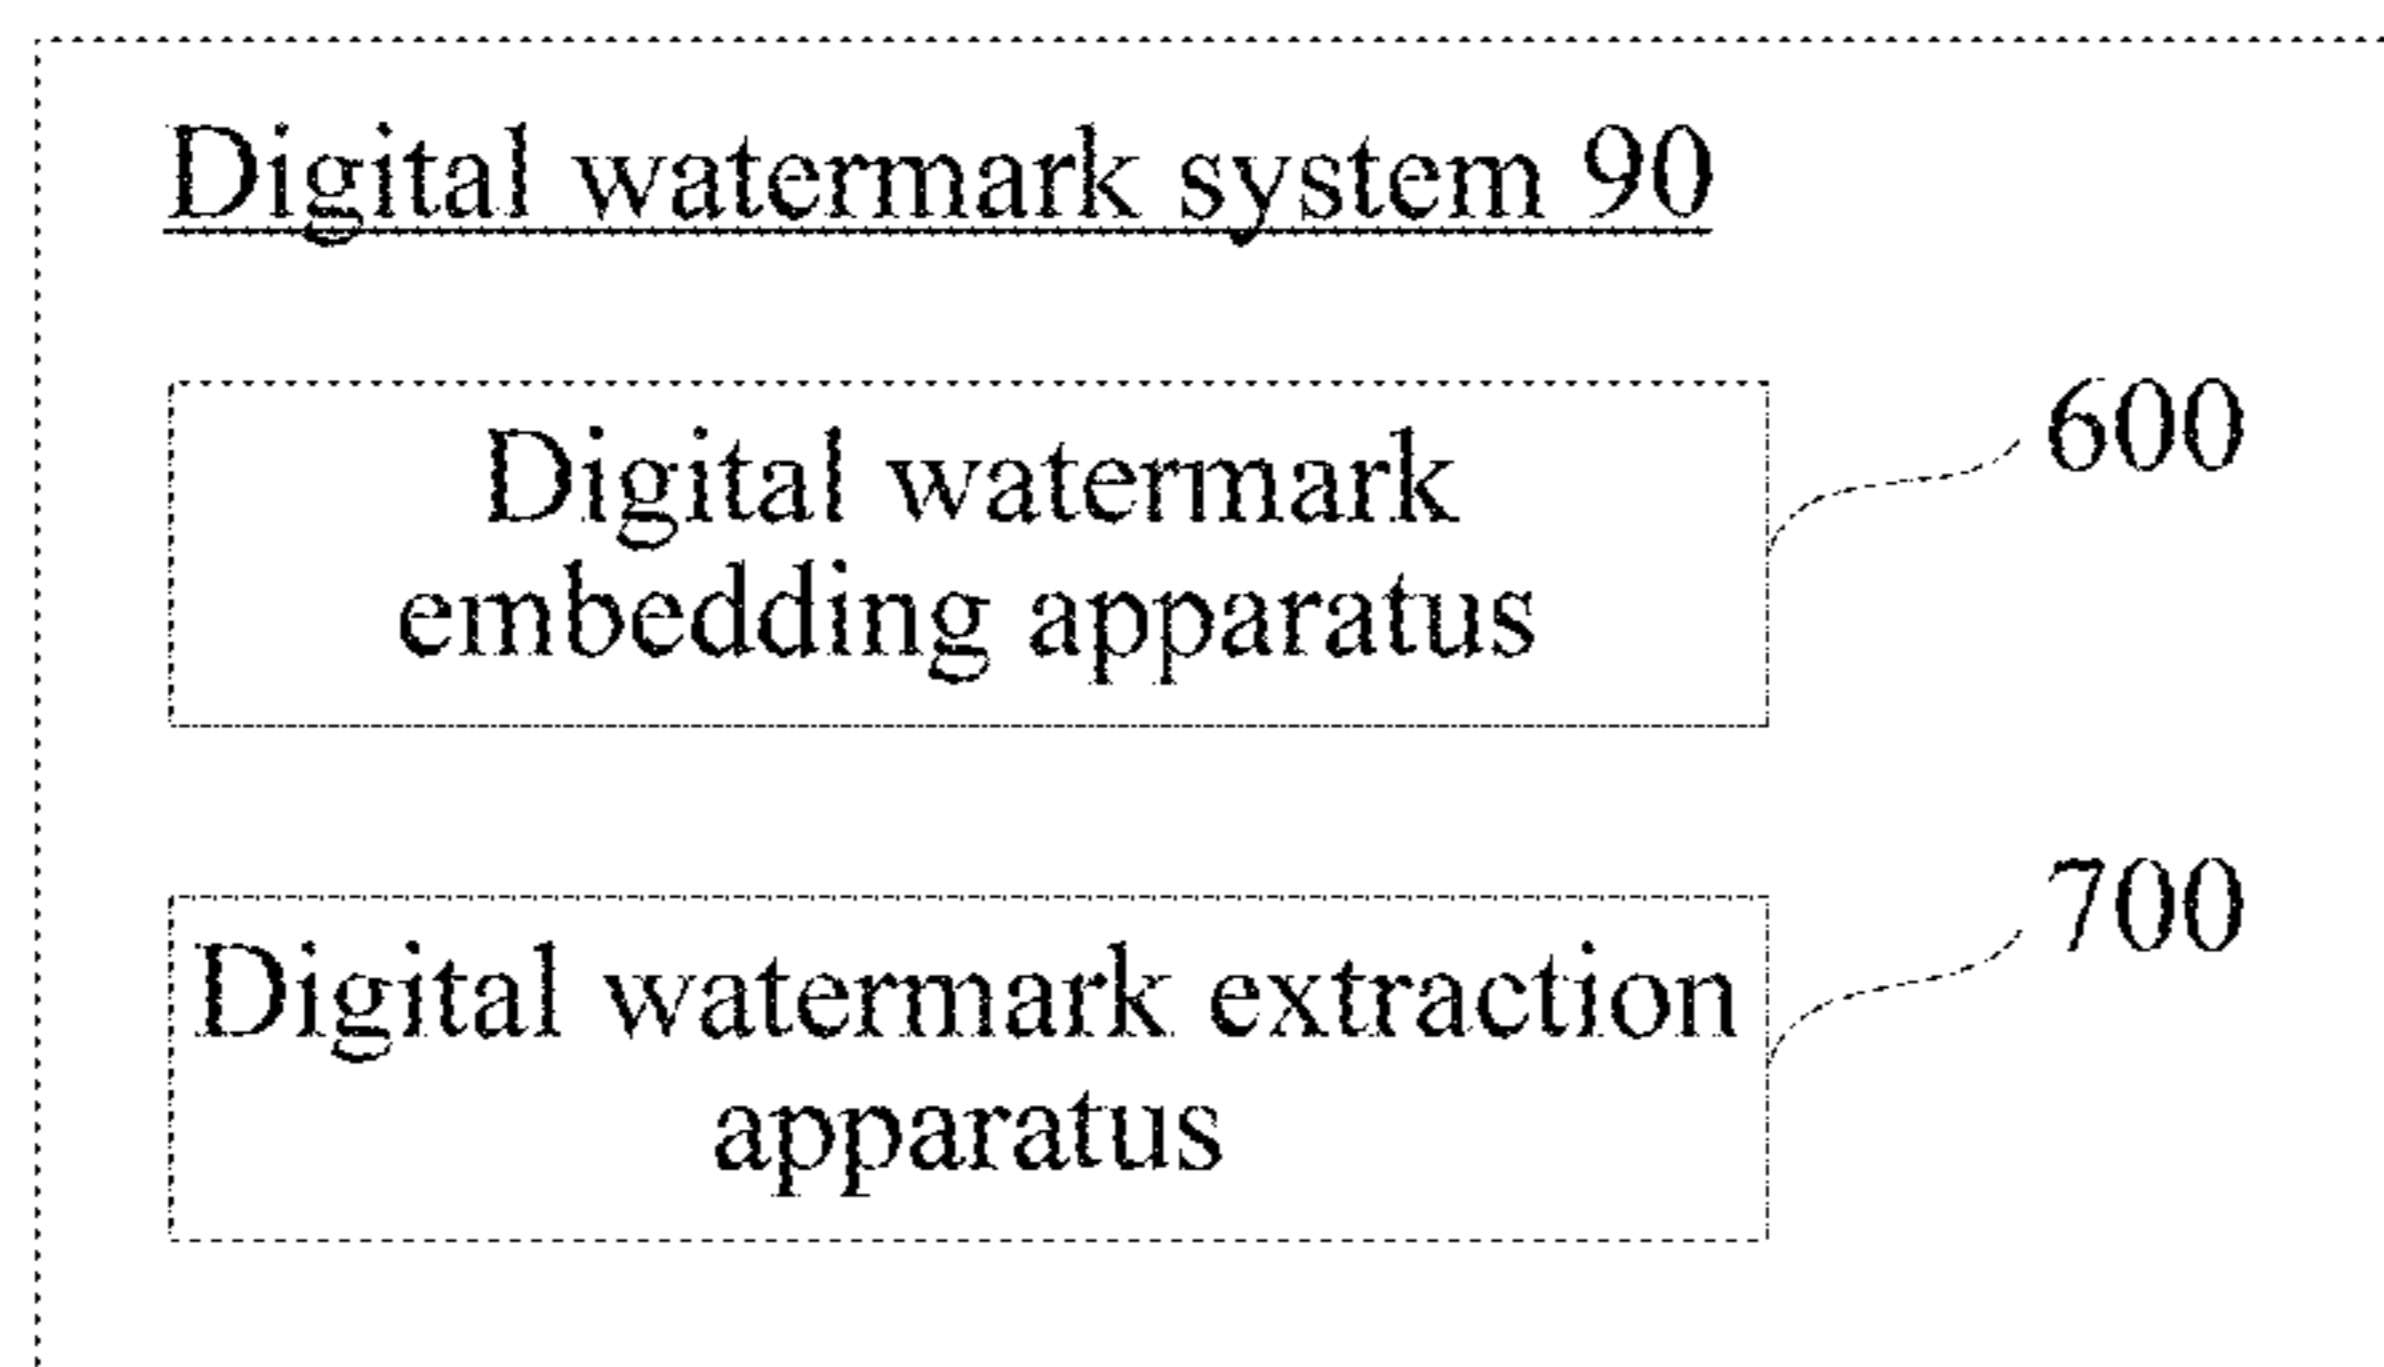 Digital watermark system 90
Digital watermark
embedding apparatus
600
Digital watermark extraction
apparatus
700